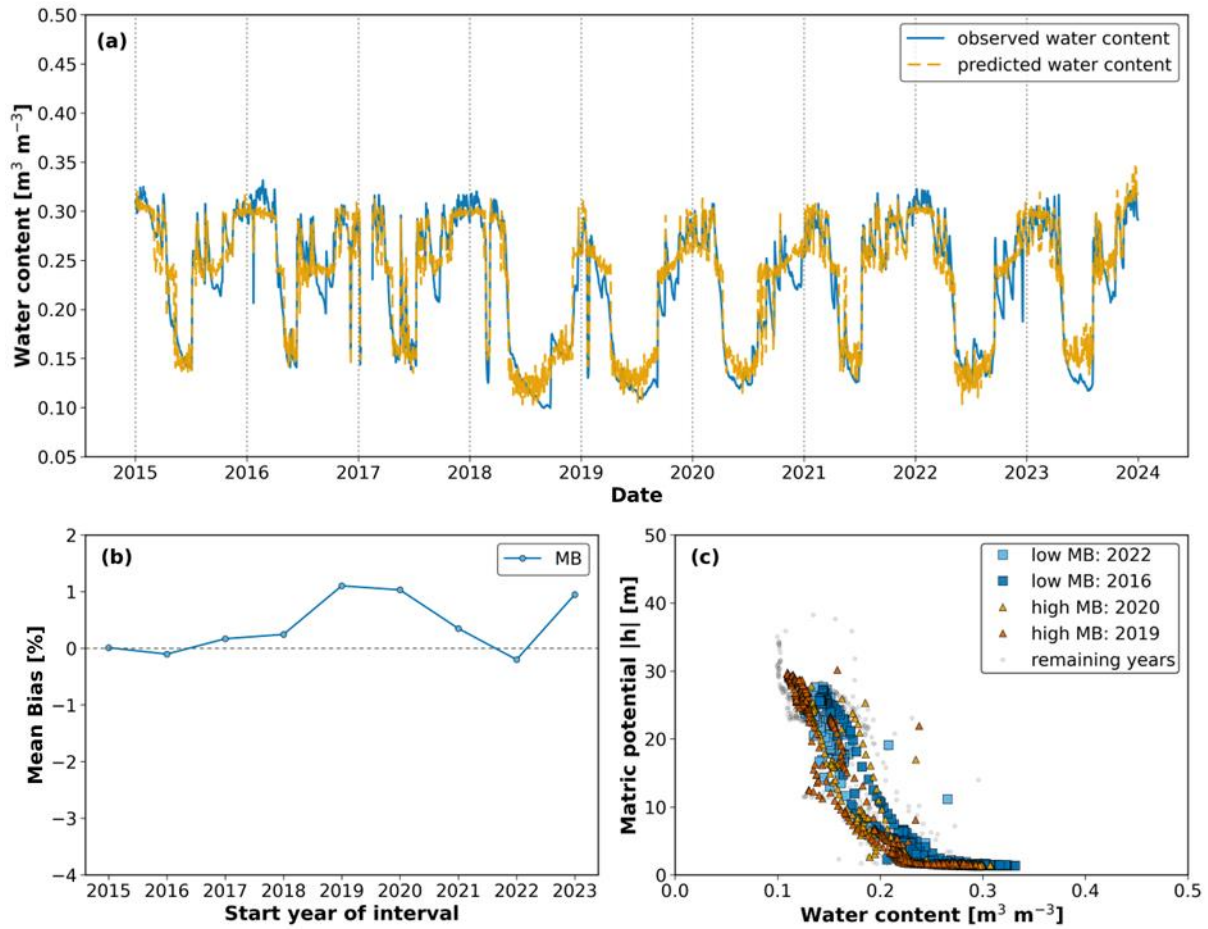 (a)
observed water content
predicted water content
Water content [m³ m⁻³]
0.50
0.45
0.40
0.35
0.30
0.25
0.20
0.15
0.10
0.05
2015 2016 2017 2018 2019 2020 2021 2022 2023 2024
Date
(b)
MB
Mean Bias [%]
2
1
0
−1
−2
−3
−4
2015 2016 2017 2018 2019 2020 2021 2022 2023
Start year of interval
(c)
low MB: 2022
low MB: 2016
high MB: 2020
high MB: 2019
remaining years
Matric potential |h| [m]
50
40
30
20
10
0
0.0 0.1 0.2 0.3 0.4 0.5
Water content [m³ m⁻³]